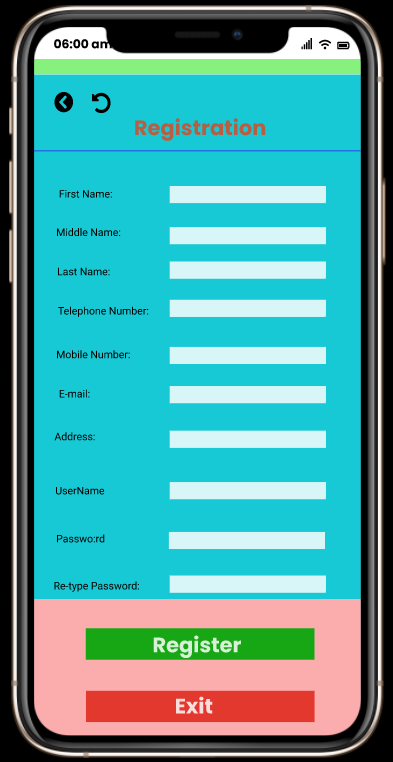 06:00 am
Registration
First Name:
Middle Name:
Last Name:
Telephone Number:
Mobile Number:
E-mail:
Address:
UserName
Passwo:rd
Re-type Password:
Register
Exit